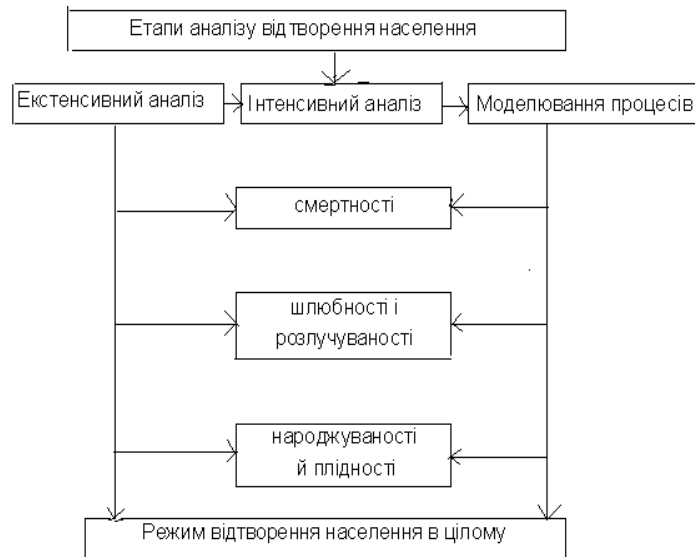 Етапи аналізу відтворення населення
Екстенсивний аналіз
Інтенсивний аналіз
Моделювання процесів
смертності
шлюбності і
розлучуваності
народжуваності
й плідності
Режим відтворення населення в цілому